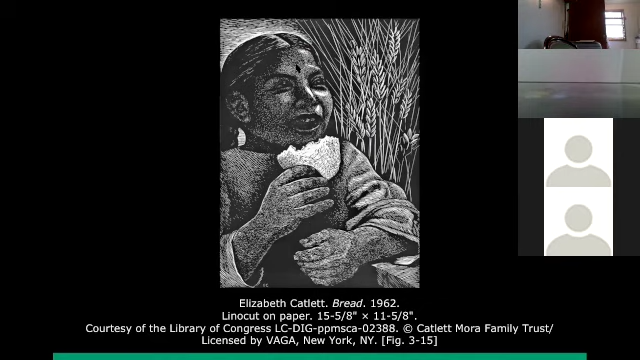 Elizabeth Catlett. Bread. 1962.
Linocut on paper. 15-5/8" × 11-5/8".
Courtesy of the Library of Congress LC-DIG-ppmsca-02388. © Catlett Mora Family Trust/
Licensed by VAGA, New York, NY. [Fig. 3-15]